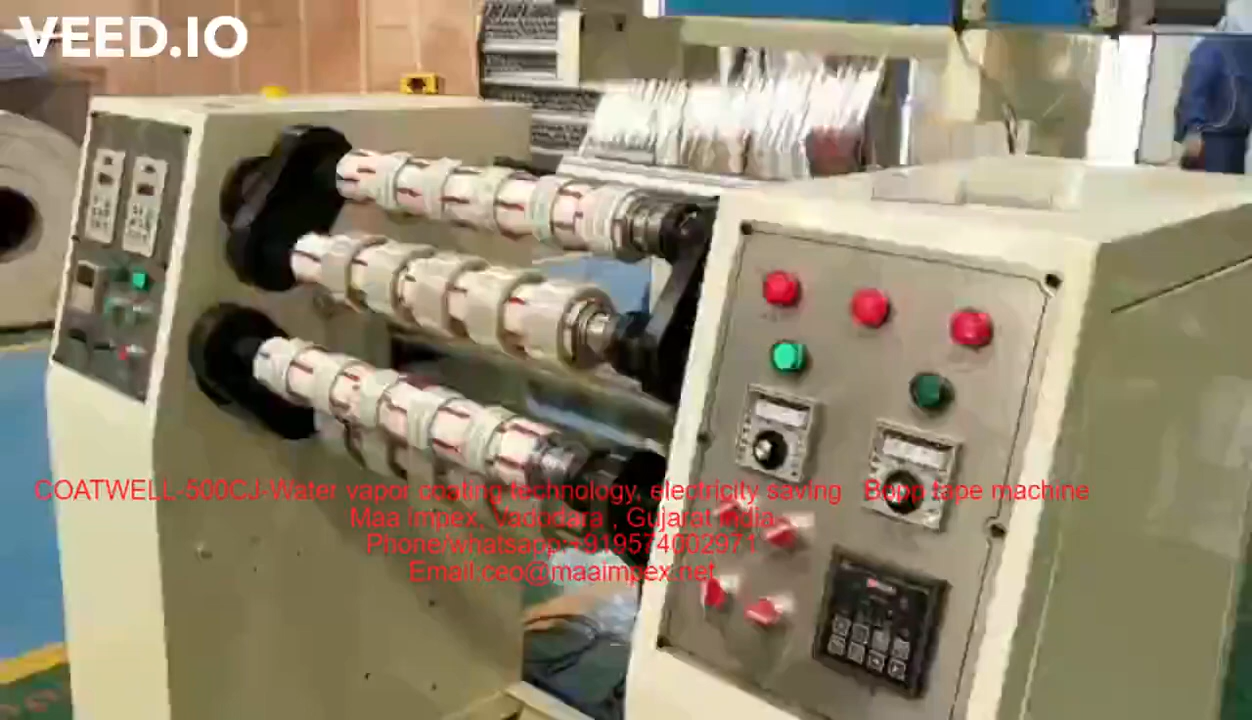 VEED.IO
COATWELL-500CJ-Water vapor coating technology, electricity saving Bopp tape machine
Maa Impex, Vadodara , Gujarat India
Phone/whatsapp:+919574002971
Email:ceo@maaimpex.net